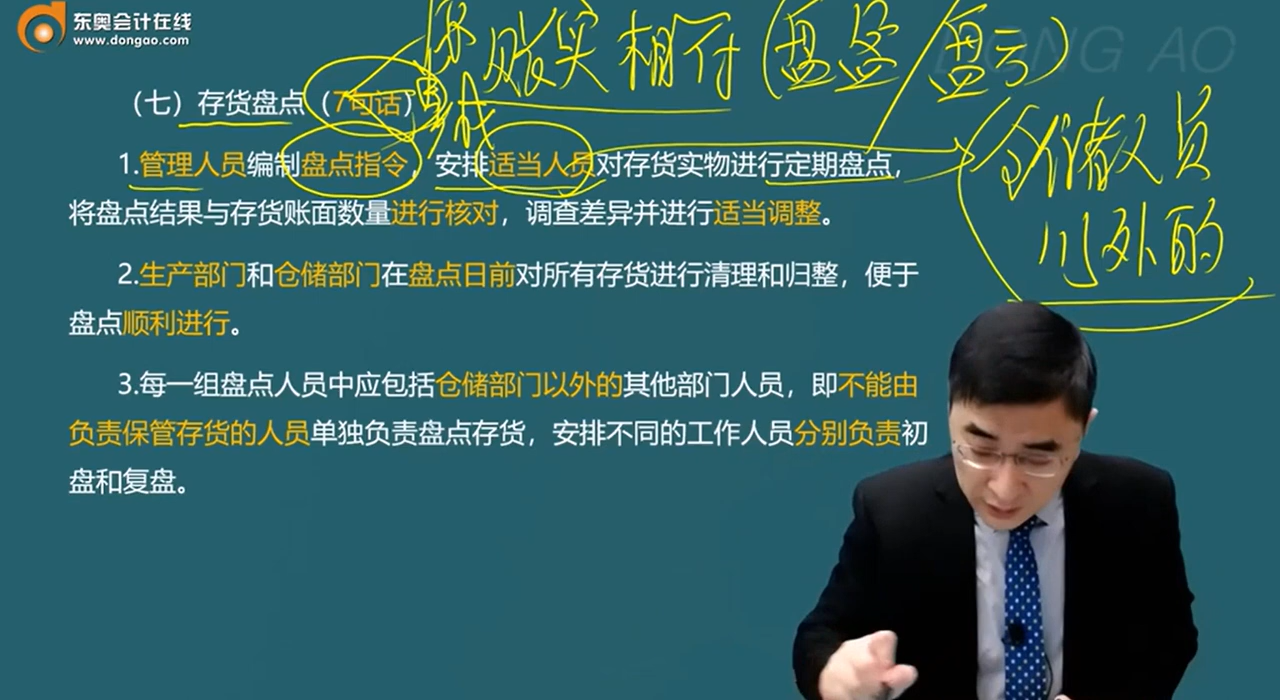 东奥会计在线
www.dongao.com
DONG AO
账实相符(盘盈/盘亏)
(七)存货盘点(7句话)
1.管理人员编制盘点指令,安排适当人员对存货实物进行定期盘点,
将盘点结果与存货账面数量进行核对,调查差异并进行适当调整。
仓储人员
以外的
2.生产部门和仓储部门在盘点日前对所有存货进行清理和归整,便于
盘点顺利进行。
3.每一组盘点人员中应包括仓储部门以外的其他部门人员,即不能由
负责保管存货的人员单独负责盘点存货,安排不同的工作人员分别负责初
盘和复盘。